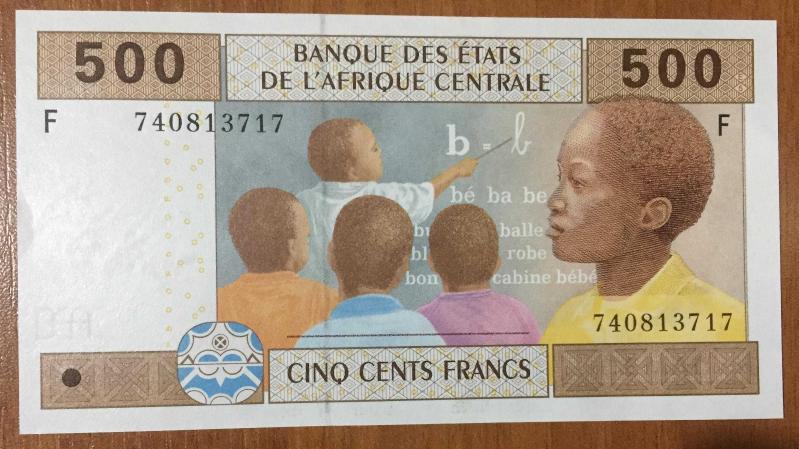 500
BANQUE DES ÉTATS
DE L'AFRIQUE CENTRALE
500
F
740813717
F
b = b
bé ba be
balle
robe
bon cabine bébé
740813717
CINQ CENTS FRANCS